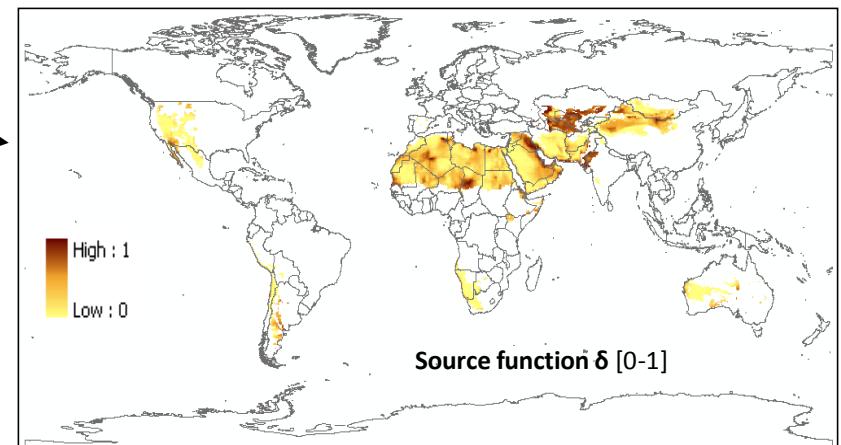 High : 1
Low : 0
Source function δ [0-1]